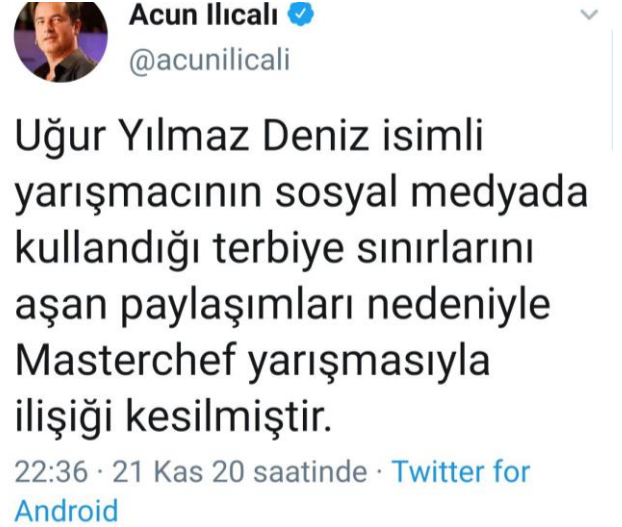 Acun Ilıcalı
@acunilicali
Uğur Yılmaz Deniz isimli
yarışmacının sosyal medyada
kullandığı terbiye sınırlarını
aşan paylaşımları nedeniyle
Masterchef yarışmasıyla
ilişiği kesilmiştir.
22:36 · 21 Kas 20 saatinde · Twitter for
Android